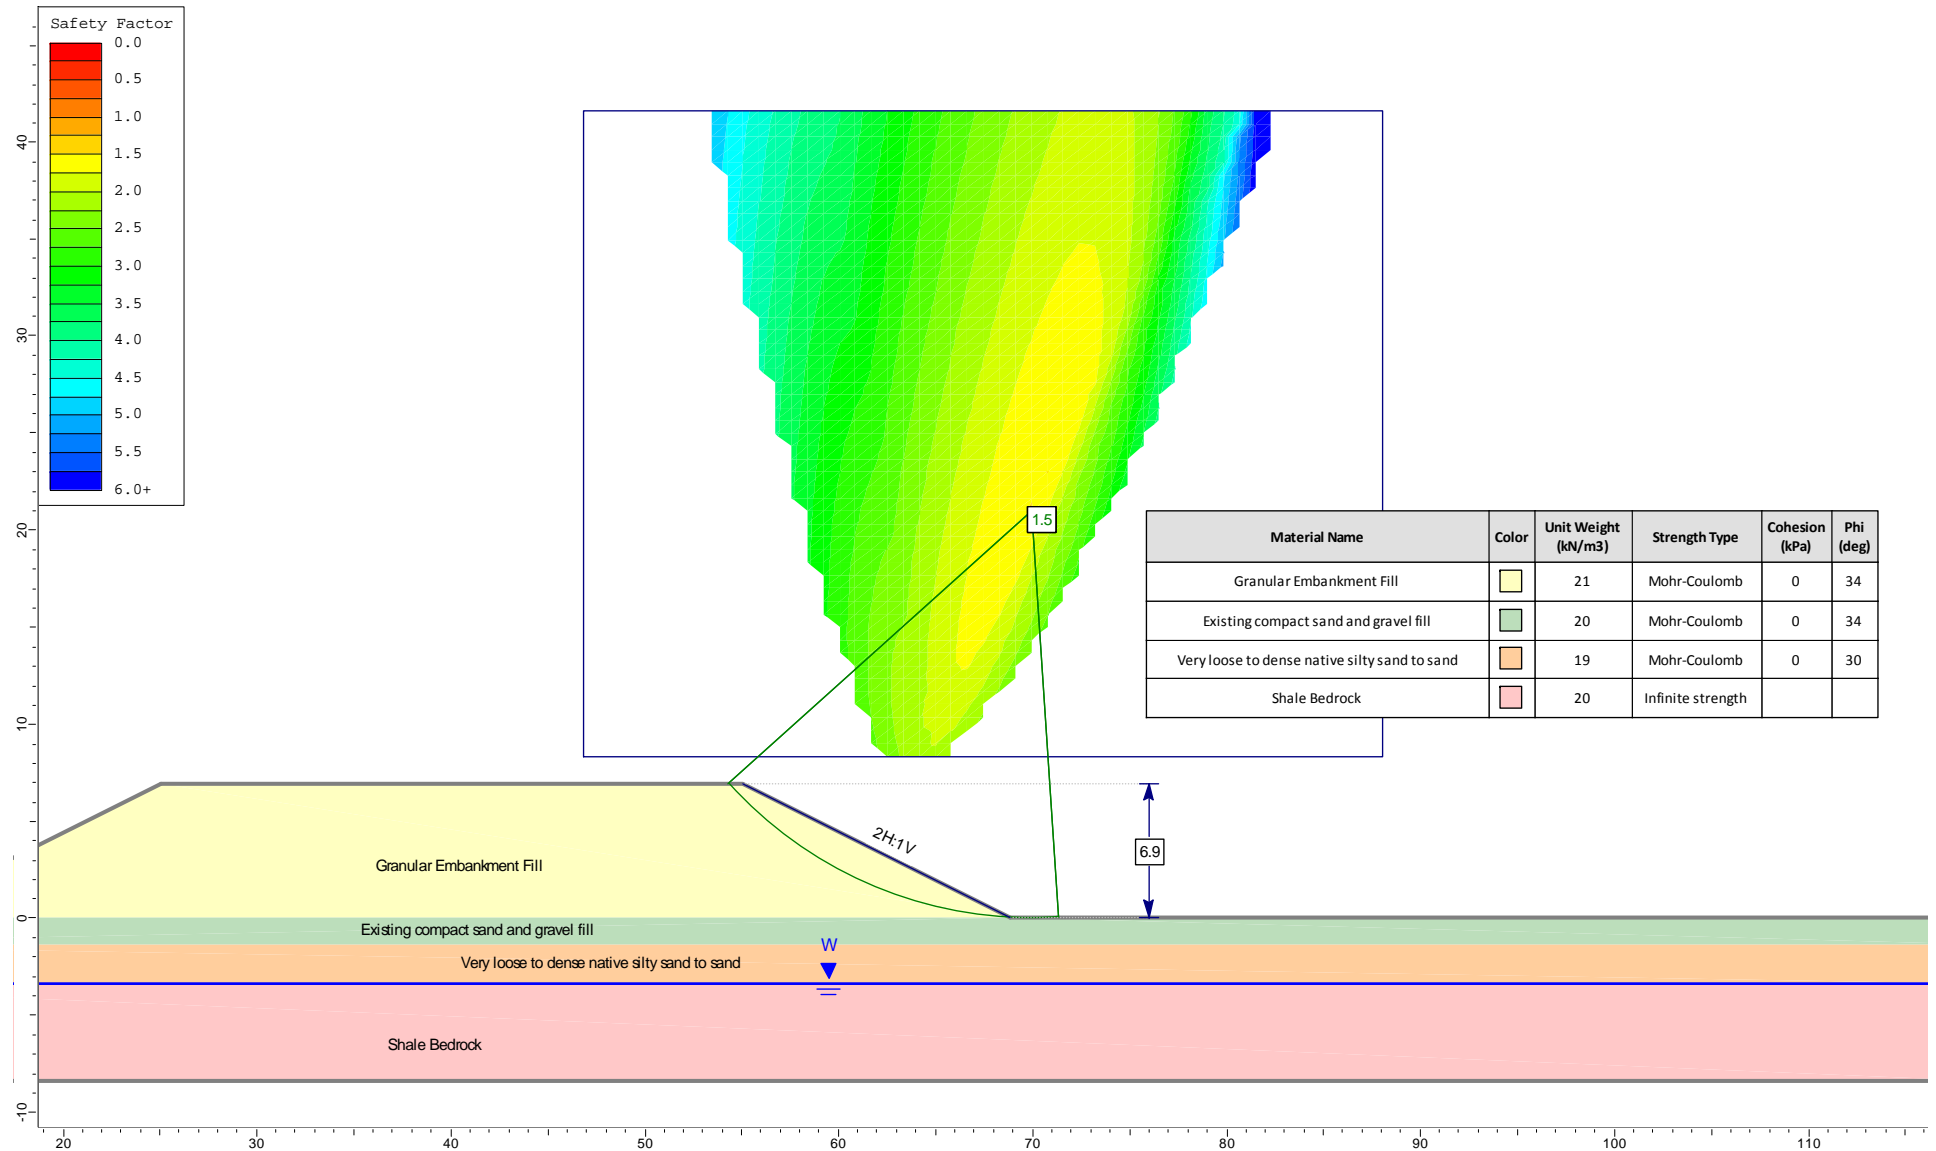 Safety Factor
0.0
0.5
1.0
1.5
2.0
2.5
3.0
3.5
4.0
4.5
5.0
5.5
6.0+
40
30
20
10
0
-10
1.5
Material Name Color Unit Weight (kN/m3) Strength Type Cohesion (kPa) Phi (deg)
Granular Embankment Fill 21 Mohr-Coulomb 0 34
Existing compact sand and gravel fill 20 Mohr-Coulomb 0 34
Very loose to dense native silty sand to sand 19 Mohr-Coulomb 0 30
Shale Bedrock 20 Infinite strength
2H:1V
6.9
Granular Embankment Fill
Existing compact sand and gravel fill
W
Very loose to dense native silty sand to sand
Shale Bedrock
20 30 40 50 60 70 80 90 100 110